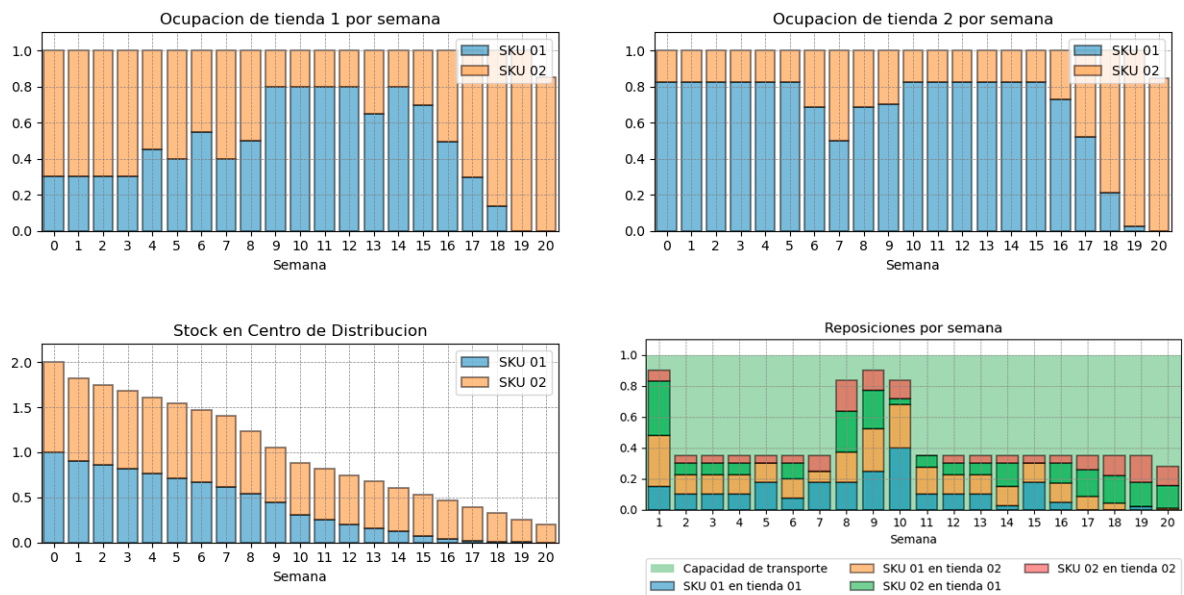 Ocupacion de tienda 1 por semana
1.0
0.8
0.6
0.4
0.2
0.0
SKU 01
SKU 02
0 1 2 3 4 5 6 7 8 9 10 11 12 13 14 15 16 17 18 19 20
Semana
Ocupacion de tienda 2 por semana
1.0
0.8
0.6
0.4
0.2
0.0
SKU 01
SKU 02
0 1 2 3 4 5 6 7 8 9 10 11 12 13 14 15 16 17 18 19 20
Semana
Stock en Centro de Distribucion
2.0
1.5
1.0
0.5
0.0
SKU 01
SKU 02
0 1 2 3 4 5 6 7 8 9 10 11 12 13 14 15 16 17 18 19 20
Semana
Reposiciones por semana
1.0
0.8
0.6
0.4
0.2
0.0
1 2 3 4 5 6 7 8 9 10 11 12 13 14 15 16 17 18 19 20
Semana
Capacidad de transporte
SKU 01 en tienda 01
SKU 01 en tienda 02
SKU 02 en tienda 01
SKU 02 en tienda 02